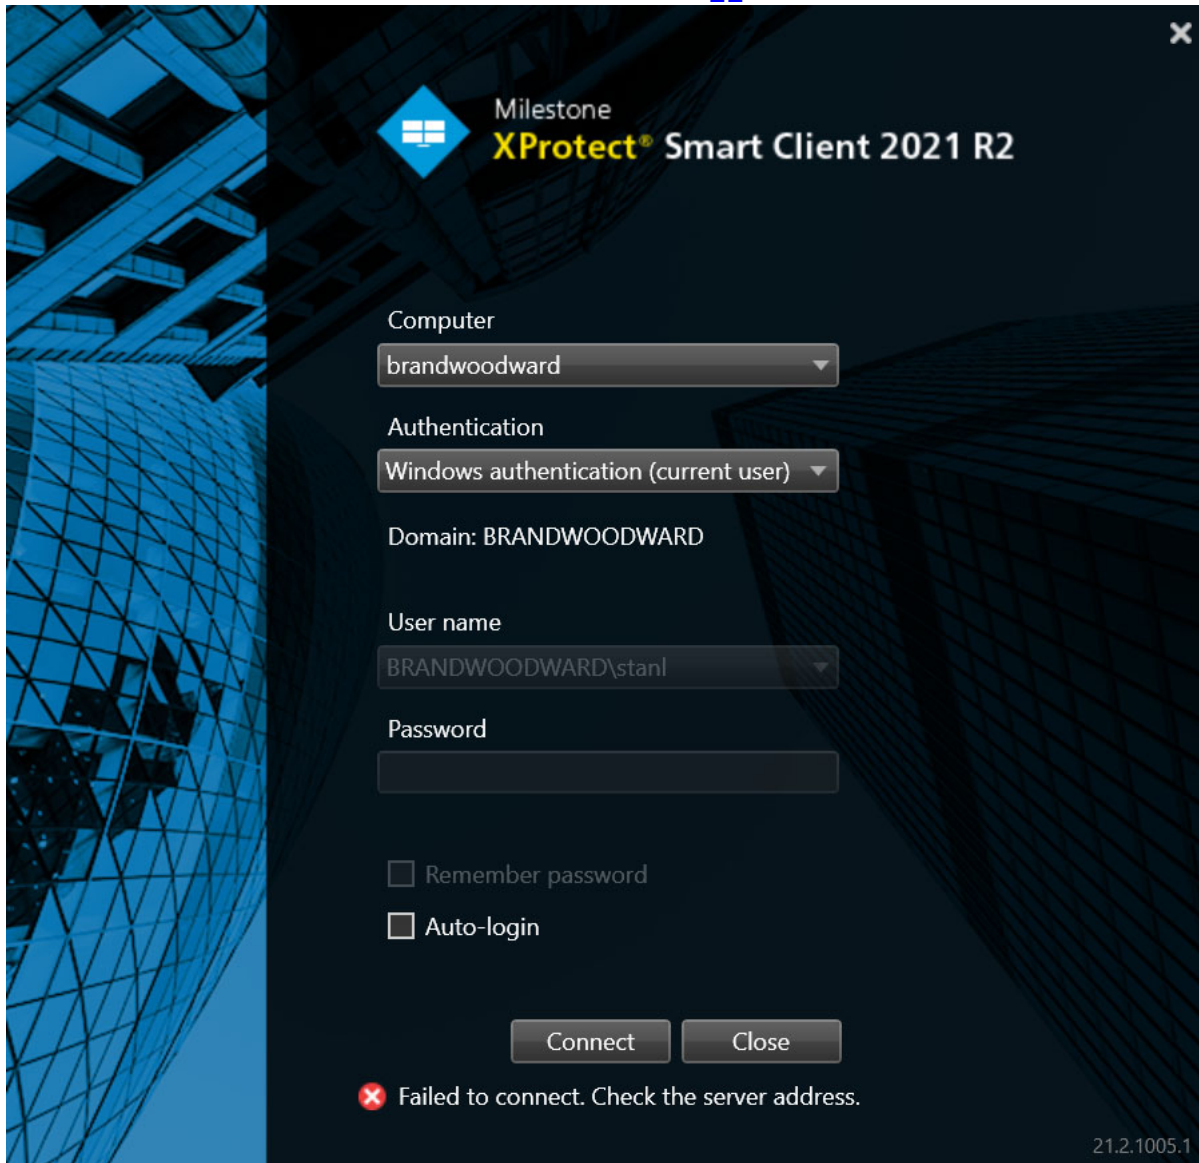 Milestone
XProtect® Smart Client 2021 R2
Computer
brandwoodward
Authentication
Windows authentication (current user)
Domain: BRANDWOODWARD
User name
BRANDWOODWARD\stanl
Password
Remember password
Auto-login
Connect Close
Failed to connect. Check the server address.
21.2.1005.1